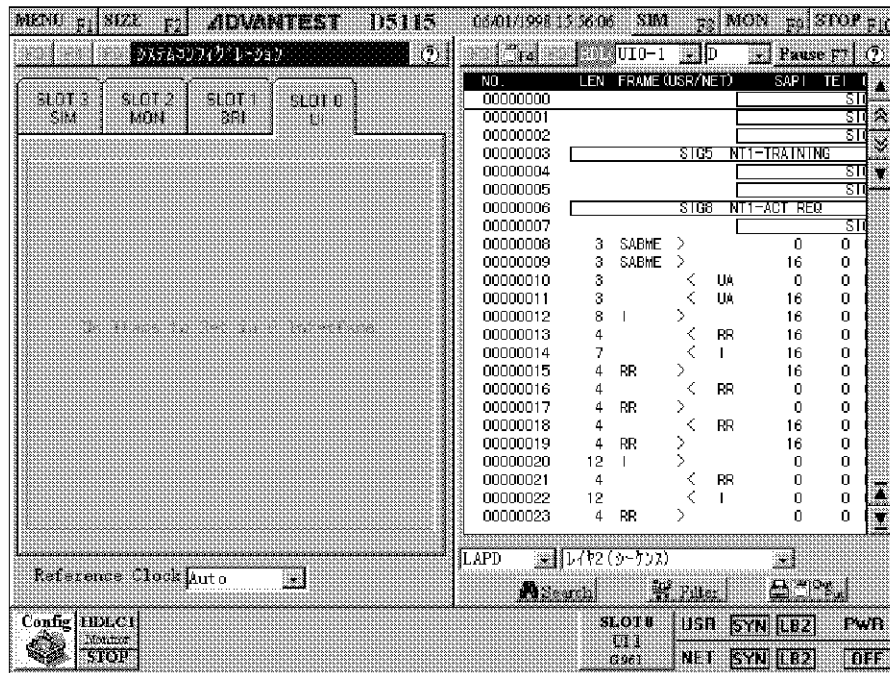 MENU F1 SIZE F2 ADVANTEST D5115 06/01/1998 15:56:06 SIM F8 MON F9 STOP F10
システムコンフィグレーション
F4 UI0-1 D Pause F7
SLOT 3 SIM
SLOT 2 MON
SLOT 1 BRI
SLOT 0 UI
NO. LEN FRAME(USR/NET) SAPI TEI
00000000
00000001
00000002
00000003 SIG5 NT1-TRAINING
00000004
00000005
00000006 SIG8 NT1-ACT REQ
00000007
00000008 3 SABME > 0 0
00000009 3 SABME > 16 0
00000010 3 < UA 0 0
00000011 3 < UA 16 0
00000012 8 I > 16 0
00000013 4 < RR 16 0
00000014 7 < I 16 0
00000015 4 RR > 16 0
00000016 4 < RR 0 0
00000017 4 RR > 0 0
00000018 4 < RR 16 0
00000019 4 RR > 16 0
00000020 12 I > 0 0
00000021 4 < RR 0 0
00000022 12 < I 0 0
00000023 4 RR > 0 0
Reference Clock Auto
LAPD レイヤ2(シーケンス)
Search Filter
Config HDLC1
Monitor
STOP
SLOT0
G961
USR SYN LB2 PWR
NET SYN LB2 OFF